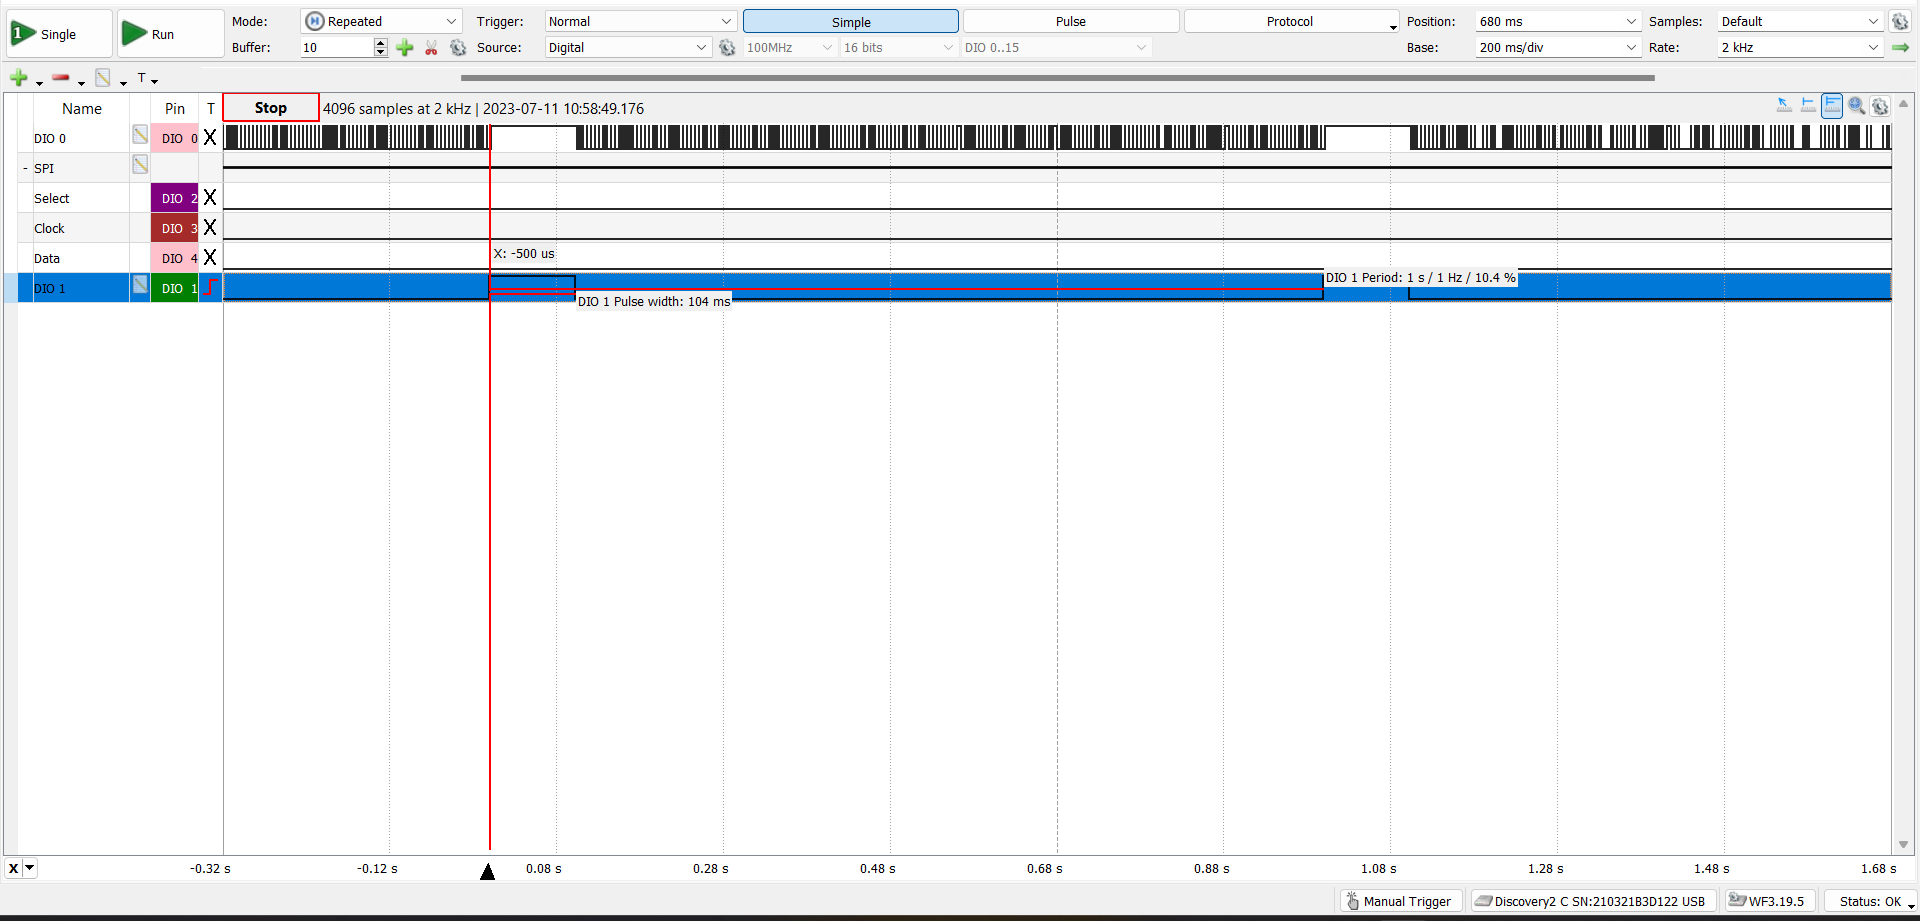 Single
Run
Mode: Repeated Trigger: Normal Simple Pulse Protocol Position: 680 ms Samples: Default
Buffer: 10 Source: Digital 100MHz 16 bits DIO 0..15 Base: 200 ms/div Rate: 2 kHz
T
Name Pin T Stop 4096 samples at 2 kHz | 2023-07-11 10:58:49.176
DIO 0 DIO 0 X
- SPI
Select DIO 2 X
Clock DIO 3 X
X: -500 us
Data DIO 4 X
DIO 1 Period: 1 s / 1 Hz / 10.4 %
DIO 1 DIO 1
DIO 1 Pulse width: 104 ms
X -0.32 s -0.12 s 0.08 s 0.28 s 0.48 s 0.68 s 0.88 s 1.08 s 1.28 s 1.48 s 1.68 s
Manual Trigger Discovery2 C SN:210321B3D122 USB WF3.19.5 Status: OK